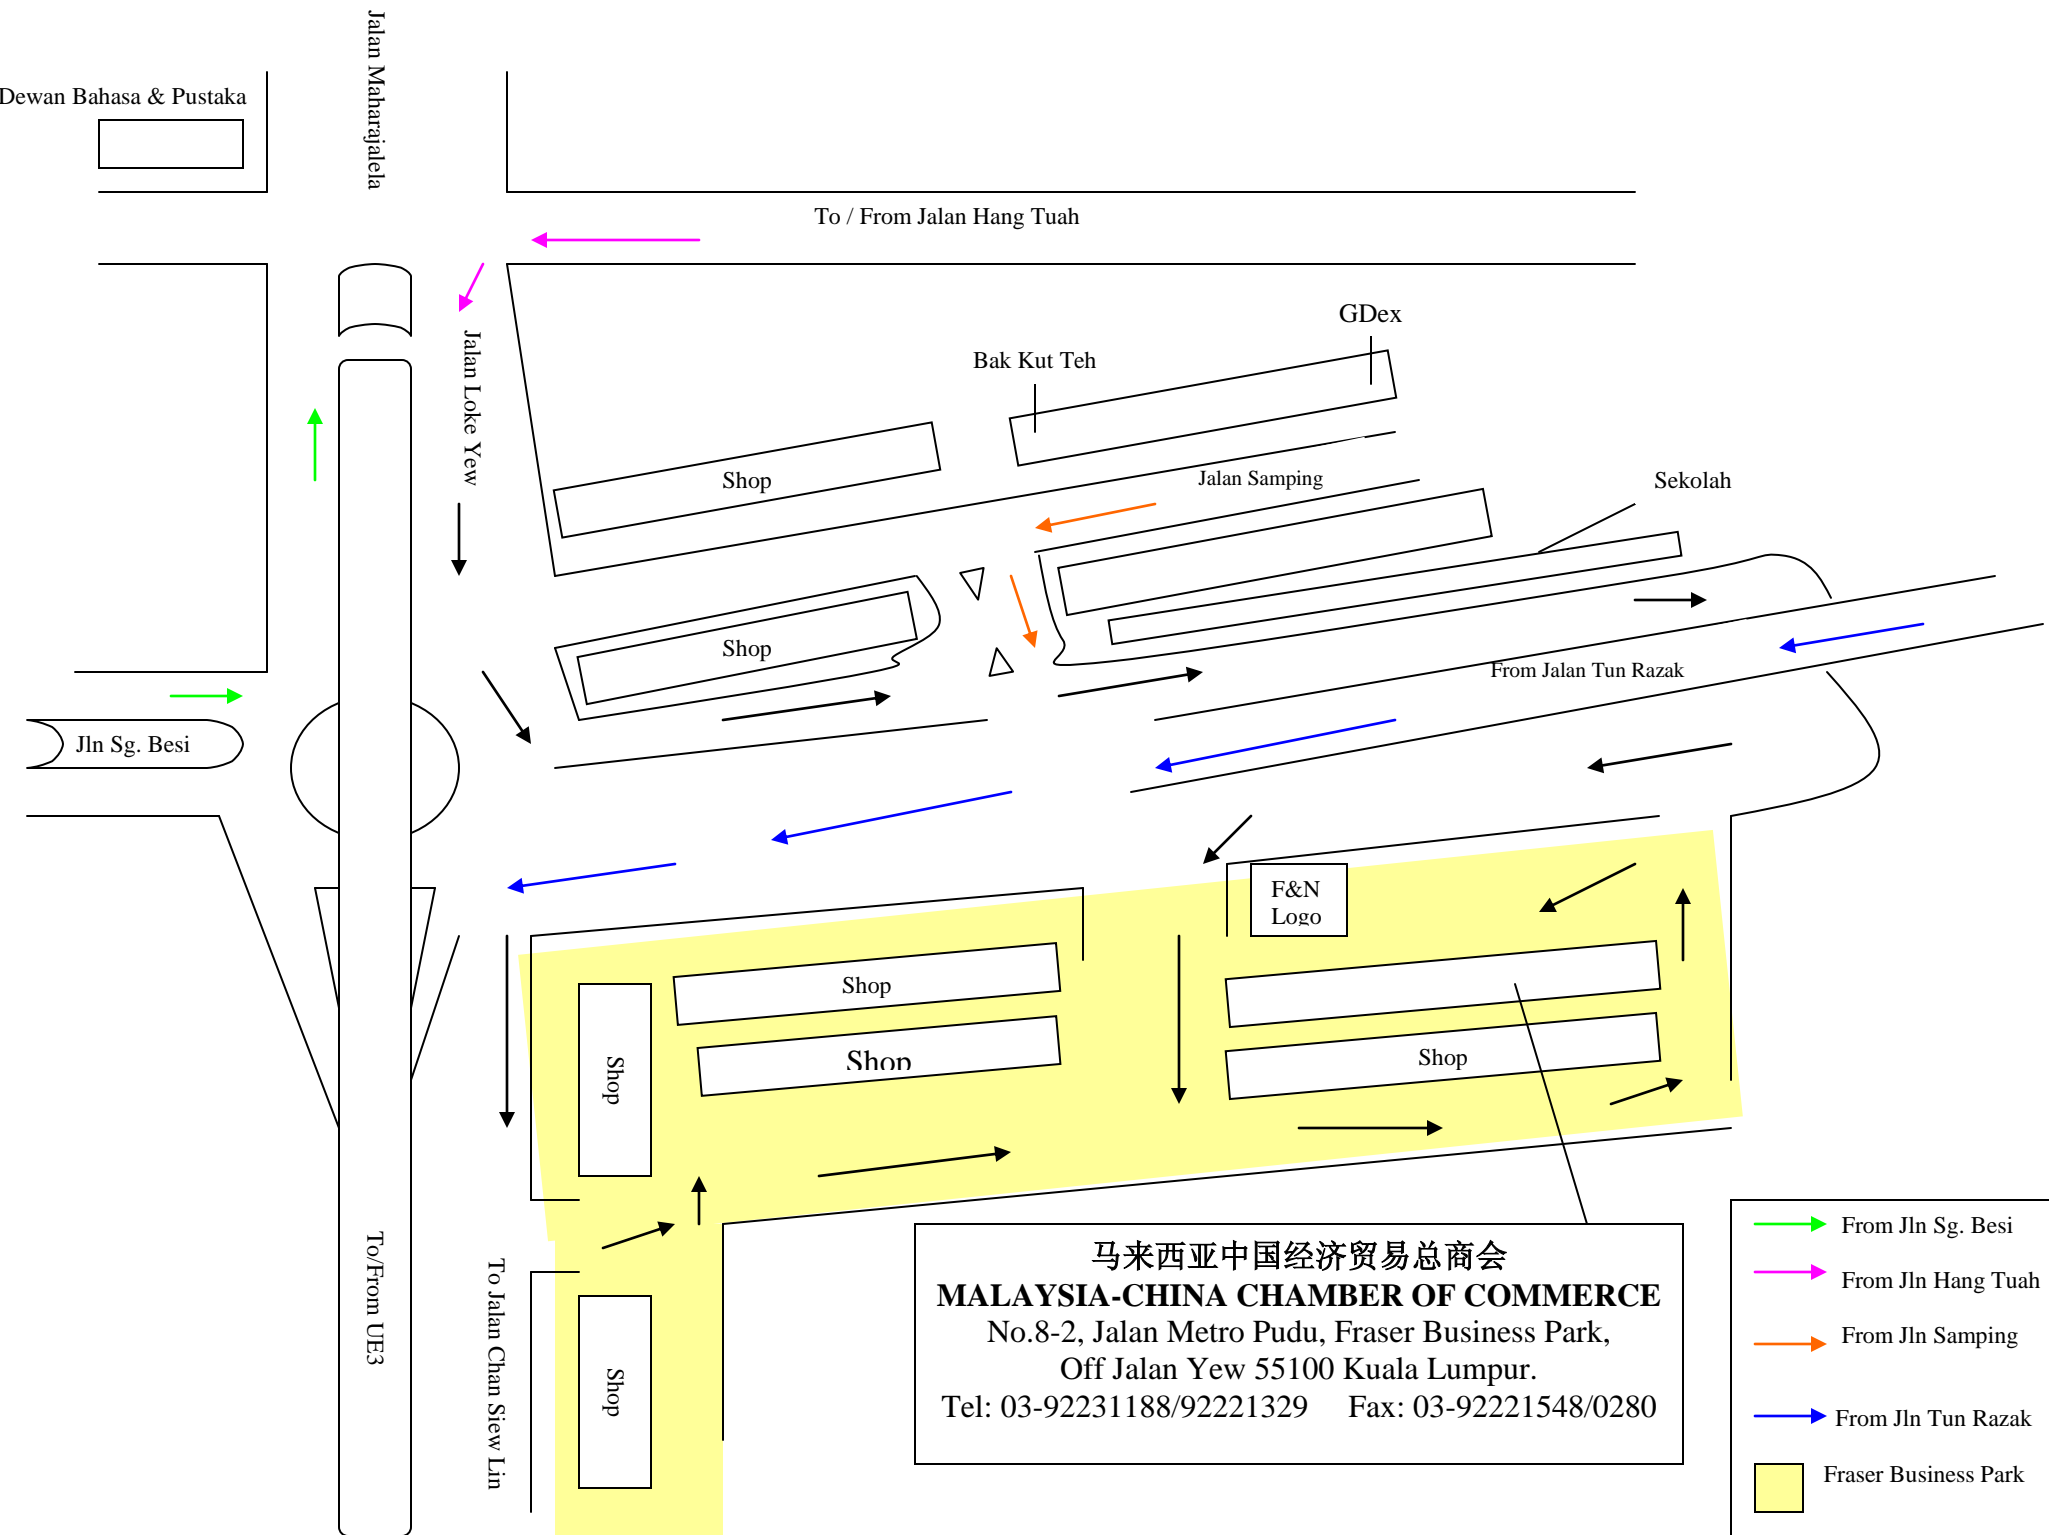 Jalan Maharajalela
Dewan Bahasa & Pustaka
To / From Jalan Hang Tuah
GDex
Bak Kut Teh
Jalan Loke Yew
Shop
Jalan Samping
Sekolah
Shop
From Jalan Tun Razak
Jln Sg. Besi
F&N
Logo
Shop
Shop
Shop
Shop
To/From UE3
To Jalan Chan Siew Lin
Shop
马来西亚中国经济贸易总商会
MALAYSIA-CHINA CHAMBER OF COMMERCE
No.8-2, Jalan Metro Pudu, Fraser Business Park,
Off Jalan Yew 55100 Kuala Lumpur.
Tel: 03-92231188/92221329 Fax: 03-92221548/0280
From Jln Sg. Besi
From Jln Hang Tuah
From Jln Samping
From Jln Tun Razak
Fraser Business Park